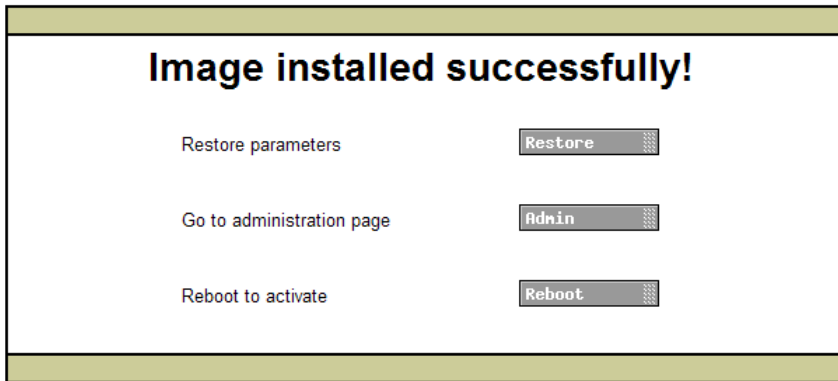 Image installed successfully!
Restore parameters Restore
Go to administration page Admin
Reboot to activate Reboot